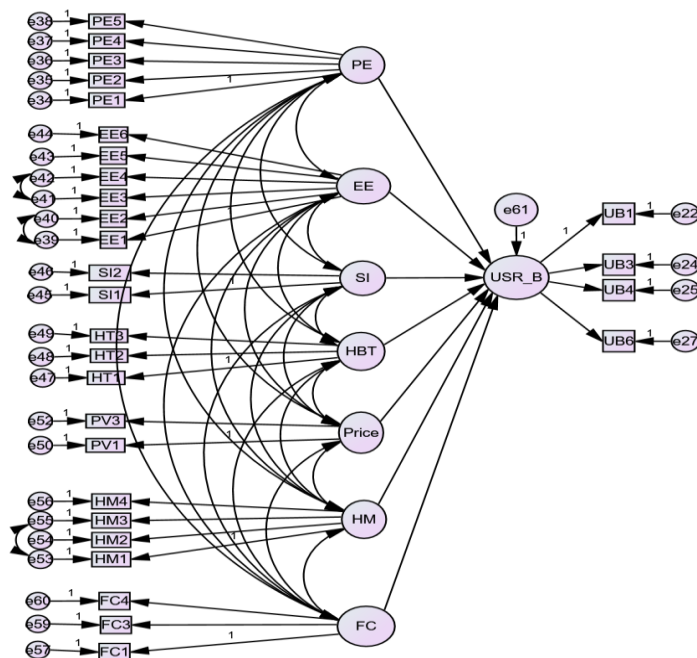 e38 1 PE5
e37 1 PE4
e36 1 PE3
e35 1 PE2
e34 1 PE1
1
PE
e44 1 EE6
e43 1 EE5
e42 1 EE4
e41 1 EE3
e40 1 EE2
e39 1 EE1
EE
e61
1
1
UB1 1 e22
UB3 1 e24
UB4 1 e25
UB6 1 e27
USR_B
e46 1 SI2
e45 1 SI1
1
SI
e49 1 HT3
e48 1 HT2
e47 1 HT1
1
HBT
e52 1 PV3
e50 1 PV1
1
Price
e56 1 HM4
e55 1 HM3
e54 1 HM2
e53 1 HM1
1
HM
e60 1 FC4
e59 1 FC3
e57 1 FC1
1
FC